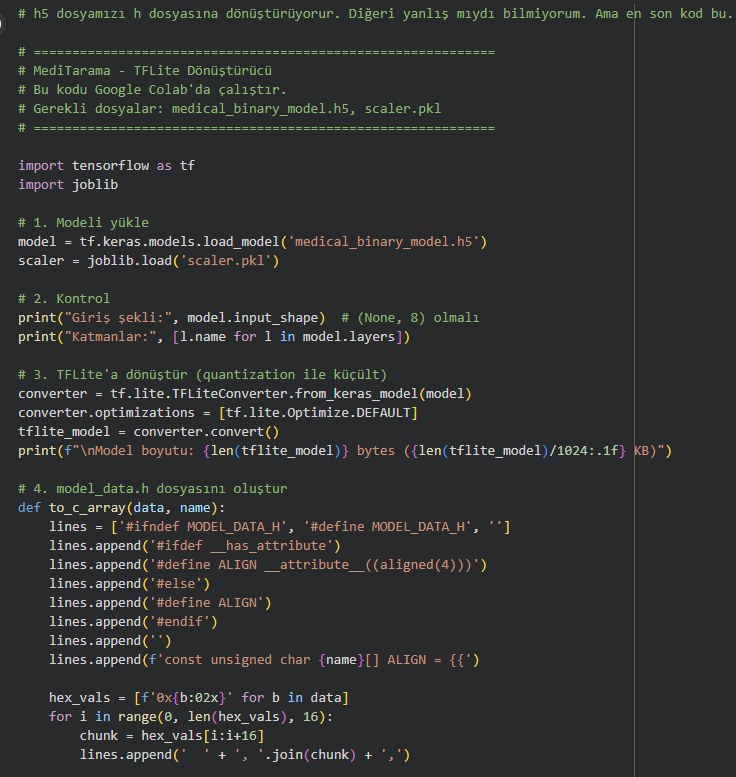 # h5 dosyamızı h dosyasına dönüştürüyorur. Diğeri yanlış mıydı bilmiyorum. Ama en son kod bu.
# ============================================================
# MediTarama - TFLite Dönüştürücü
# Bu kodu Google Colab'da çalıştır.
# Gerekli dosyalar: medical_binary_model.h5, scaler.pkl
# ============================================================
import tensorflow as tf
import joblib
# 1. Modeli yükle
model = tf.keras.models.load_model('medical_binary_model.h5')
scaler = joblib.load('scaler.pkl')
# 2. Kontrol
print("Giriş şekli:", model.input_shape)  # (None, 8) olmalı
print("Katmanlar:", [l.name for l in model.layers])
# 3. TFLite'a dönüştür (quantization ile küçült)
converter = tf.lite.TFLiteConverter.from_keras_model(model)
converter.optimizations = [tf.lite.Optimize.DEFAULT]
tflite_model = converter.convert()
print(f"\nModel boyutu: {len(tflite_model)} bytes ({len(tflite_model)/1024:.1f} KB)")
# 4. model_data.h dosyasını oluştur
def to_c_array(data, name):
    lines = ['#ifndef MODEL_DATA_H', '#define MODEL_DATA_H', '']
    lines.append('#ifdef __has_attribute')
    lines.append('#define ALIGN __attribute__((aligned(4)))')
    lines.append('#else')
    lines.append('#define ALIGN')
    lines.append('#endif')
    lines.append('')
    lines.append(f'const unsigned char {name}[] ALIGN = {{')
    hex_vals = [f'0x{b:02x}' for b in data]
    for i in range(0, len(hex_vals), 16):
        chunk = hex_vals[i:i+16]
        lines.append('  ' + ', '.join(chunk) + ',')